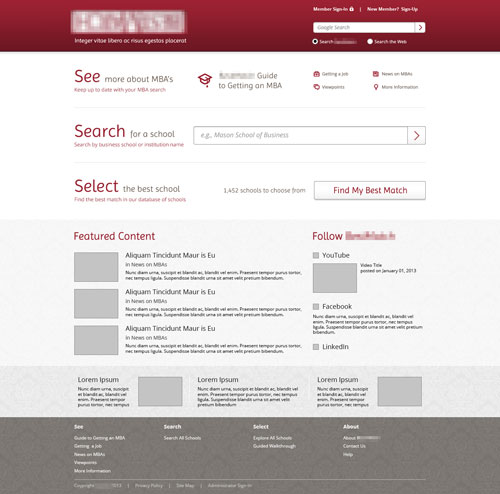 Member Sign-In | New Member? Sign-Up
Integer vitae libero ac risus egestas placerat
Google Search
Search
Search the Web
See more about MBA's
Keep up to date with your MBA search
Guide
to Getting an MBA
Getting a Job
News on MBAs
Viewpoints
More Information
Search for a school
Search by business school or institution name
e.g., Mason School of Business
Select the best school
Find the best match in our database of schools
1,452 schools to choose from
Find My Best Match
Featured Content
Aliquam Tincidunt Maur is Eu
in News on MBAs
Nunc diam urna, suscipit et blandit ac, blandit vel enim. Praesent tempor purus tortor,
nec tempus purus. Suspendisse blandit urna sit amet velit pretium bibendum.
Aliquam Tincidunt Maur is Eu
in News on MBAs
Nunc diam urna, suscipit et blandit ac, blandit vel enim. Praesent tempor purus tortor,
nec tempus purus. Suspendisse blandit urna sit amet velit pretium bibendum.
Aliquam Tincidunt Maur is Eu
in News on MBAs
Nunc diam urna, suscipit et blandit ac, blandit vel enim. Praesent tempor purus tortor,
nec tempus purus. Suspendisse blandit urna sit amet velit pretium bibendum.
Follow
YouTube
Video Title
posted on January 01, 2013
Facebook
Nunc diam urna, suscipit et blandit ac, blandit vel
enim. Praesent tempor purus tortor, nec tempus
purus. Suspendisse blandit urna sit amet velit pretium
bibendum.
LinkedIn
Lorem Ipsum
Nunc diam urna, suscipit
et blandit ac, blandit vel
enim. Praesent tempor
purus tortor, nec tempus
Lorem Ipsum
Nunc diam urna, suscipit et blandit ac,
blandit vel enim. Praesent tempor
purus tortor, nec tempus purus.
Suspendisse blandit urna sit amet velit
pretium bibendum
Lorem Ipsum
Nunc diam urna, suscipit
et blandit ac, blandit vel
enim. Praesent tempor
purus tortor, nec tempus
See
Guide to Getting an MBA
Getting a Job
News on MBAs
Viewpoints
More Information
Search
Search All Schools
Select
Explore All Schools
Guided Walkthrough
About
About
Contact Us
Help
Copyright 2013 | Privacy Policy | Site Map | Administrator Sign-In